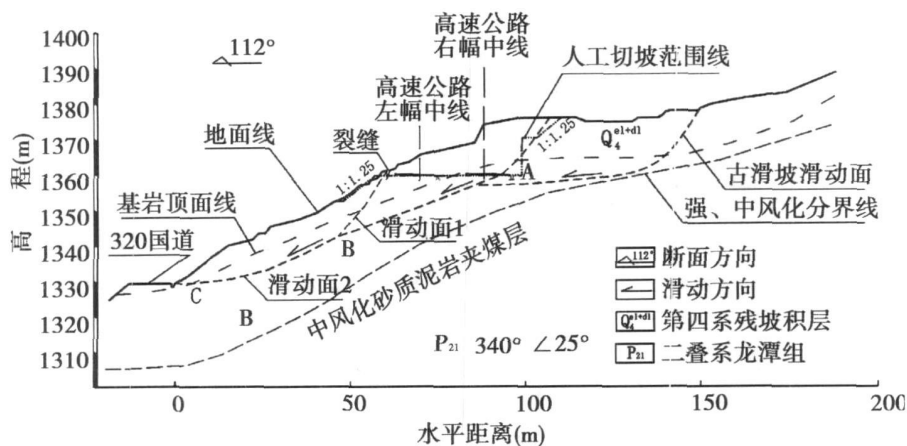 1400
1390
1380
1370
1360
1350
1340
1330
1320
1310
高
程(m)
112°
高速公路
右幅中线
人工切坡范围线
高速公路
左幅中线
地面线
裂缝
1:1.25
1:1.25
Q₄ᵉˡ⁺ᵈˡ
A
古滑坡滑动面
强、中风化分界线
基岩顶面线
320国道
滑动面1
B
滑动面2
C
B
中风化砂质泥岩夹煤层
P₂₁ 340° ∠25°
112° 断面方向
滑动方向
Q₄ᵉˡ⁺ᵈˡ 第四系残坡积层
P₂₁ 二叠系龙潭组
0 50 100 150 200
水平距离(m)